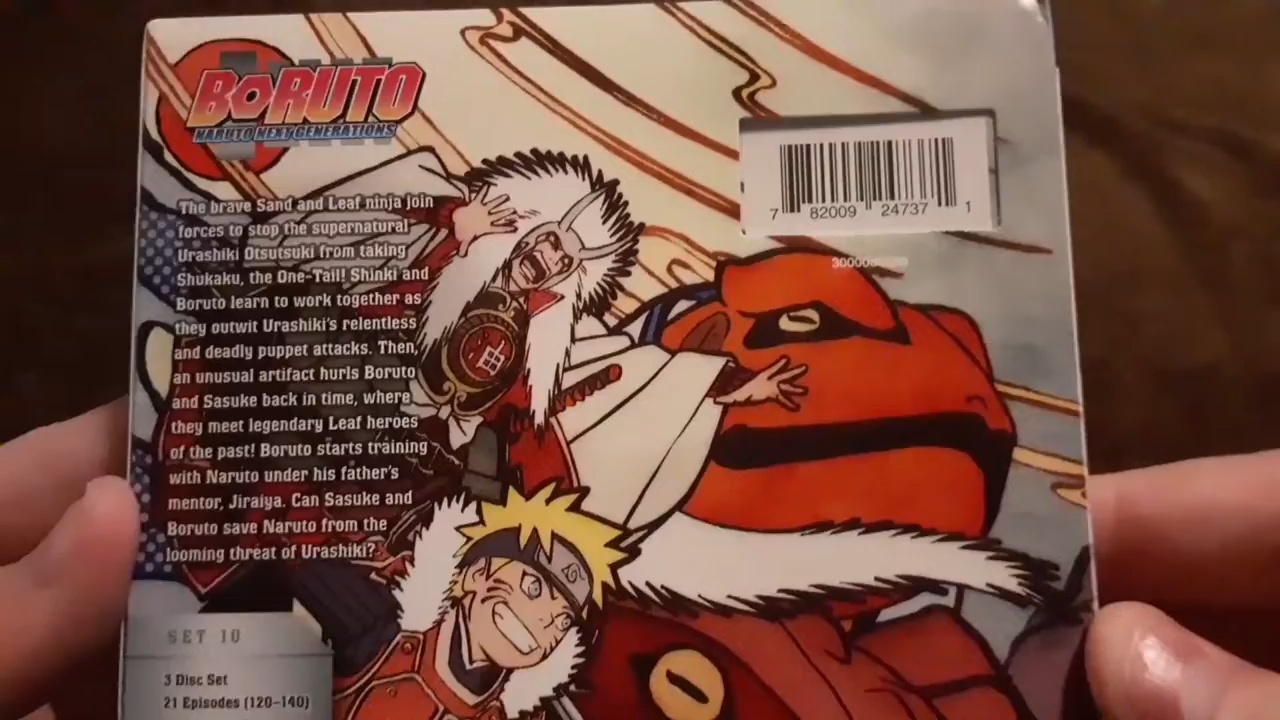 BORUTO
NARUTO NEXT GENERATIONS
The brave Sand and Leaf ninja join
forces to stop the supernatural
Urashiki Otsutsuki from taking
Shukaku, the One-Tail! Shinki and
Boruto learn to work together as
they outwit Urashiki's relentless
and deadly puppet attacks. Then,
an unusual artifact hurls Boruto
and Sasuke back in time, where
they meet legendary Leaf heroes
of the past! Boruto starts training
with Naruto under his father's
mentor, Jiraiya. Can Sasuke and
Boruto save Naruto from the
looming threat of Urashiki?
7 82009 24737 1
油
SET 10
3 Disc Set
21 Episodes (120-140)